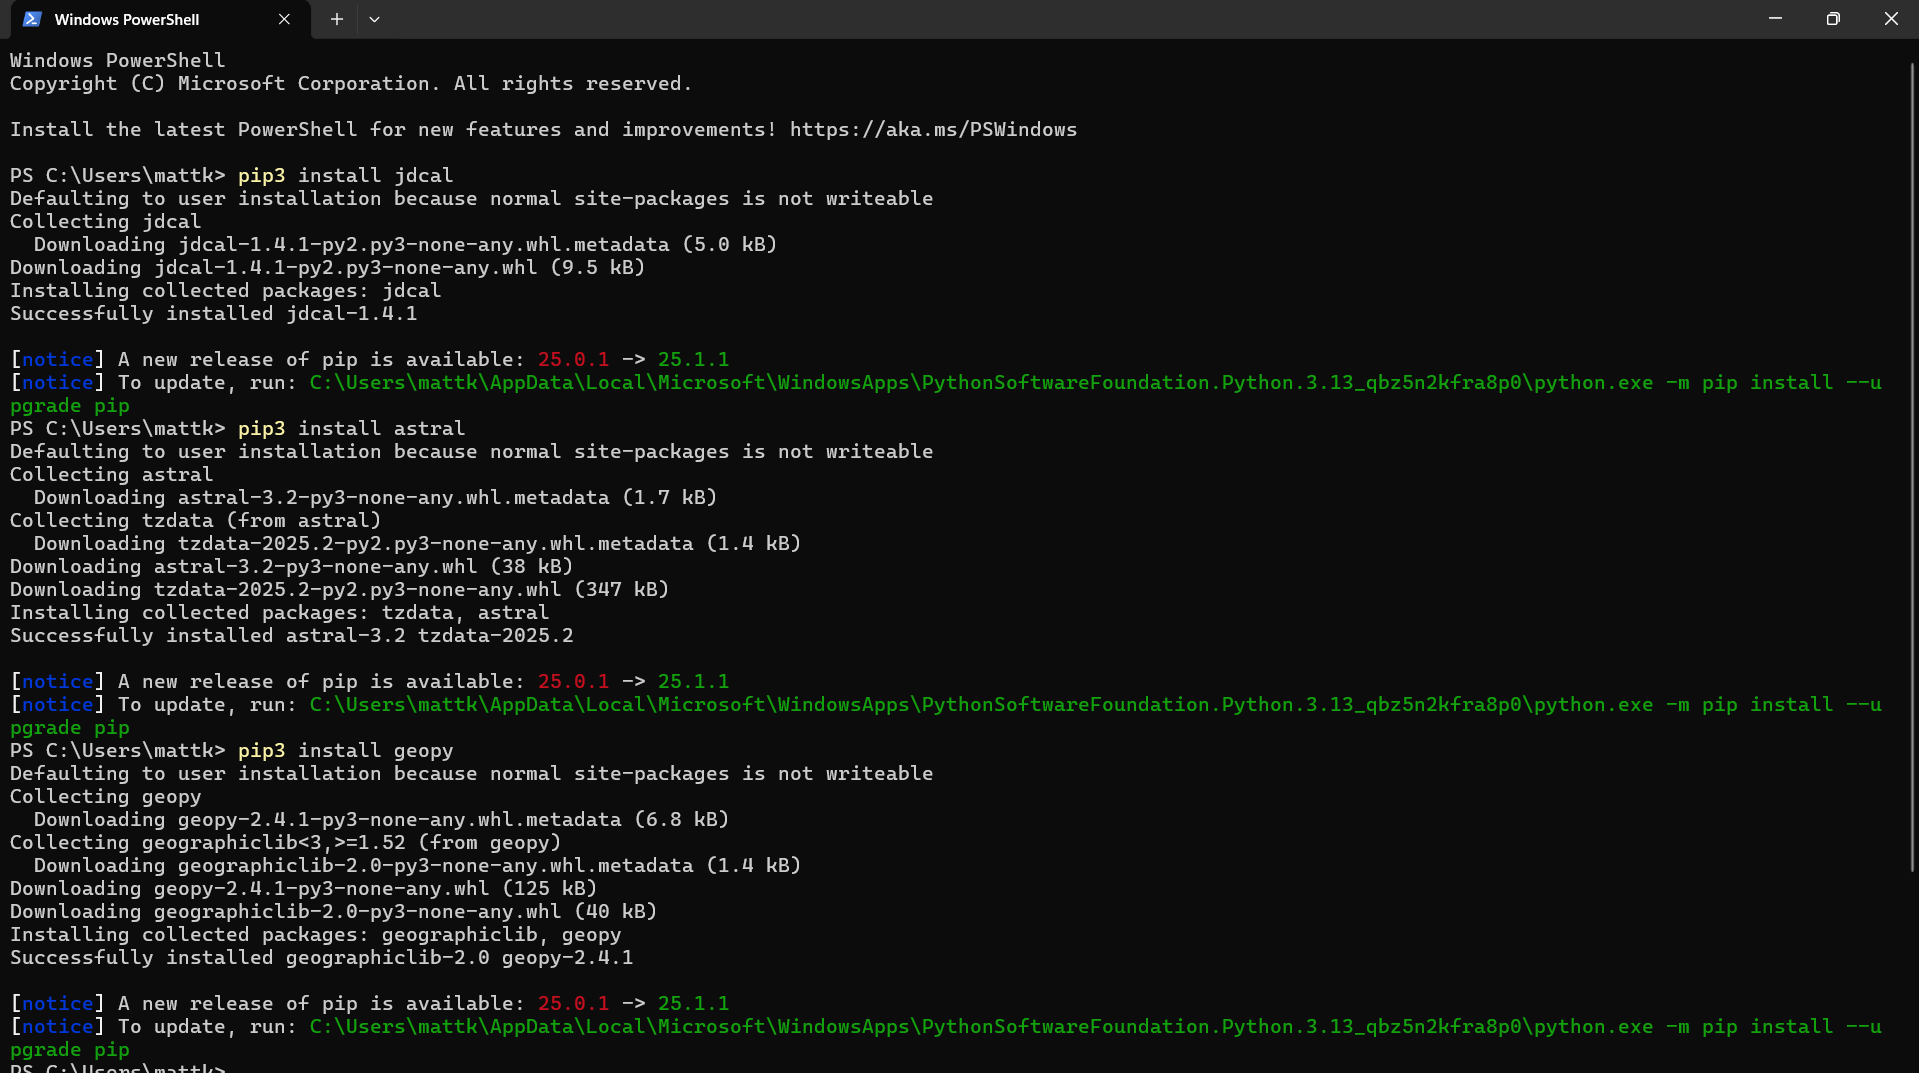 Windows PowerShell
Windows PowerShell
Copyright (C) Microsoft Corporation. All rights reserved.
Install the latest PowerShell for new features and improvements! https://aka.ms/PSWindows
PS C:\Users\mattk> pip3 install jdcal
Defaulting to user installation because normal site-packages is not writeable
Collecting jdcal
  Downloading jdcal-1.4.1-py2.py3-none-any.whl.metadata (5.0 kB)
Downloading jdcal-1.4.1-py2.py3-none-any.whl (9.5 kB)
Installing collected packages: jdcal
Successfully installed jdcal-1.4.1
[notice] A new release of pip is available: 25.0.1 -> 25.1.1
[notice] To update, run: C:\Users\mattk\AppData\Local\Microsoft\WindowsApps\PythonSoftwareFoundation.Python.3.13_qbz5n2kfra8p0\python.exe -m pip install --u
pgrade pip
PS C:\Users\mattk> pip3 install astral
Defaulting to user installation because normal site-packages is not writeable
Collecting astral
  Downloading astral-3.2-py3-none-any.whl.metadata (1.7 kB)
Collecting tzdata (from astral)
  Downloading tzdata-2025.2-py2.py3-none-any.whl.metadata (1.4 kB)
Downloading astral-3.2-py3-none-any.whl (38 kB)
Downloading tzdata-2025.2-py2.py3-none-any.whl (347 kB)
Installing collected packages: tzdata, astral
Successfully installed astral-3.2 tzdata-2025.2
[notice] A new release of pip is available: 25.0.1 -> 25.1.1
[notice] To update, run: C:\Users\mattk\AppData\Local\Microsoft\WindowsApps\PythonSoftwareFoundation.Python.3.13_qbz5n2kfra8p0\python.exe -m pip install --u
pgrade pip
PS C:\Users\mattk> pip3 install geopy
Defaulting to user installation because normal site-packages is not writeable
Collecting geopy
  Downloading geopy-2.4.1-py3-none-any.whl.metadata (6.8 kB)
Collecting geographiclib<3,>=1.52 (from geopy)
  Downloading geographiclib-2.0-py3-none-any.whl.metadata (1.4 kB)
Downloading geopy-2.4.1-py3-none-any.whl (125 kB)
Downloading geographiclib-2.0-py3-none-any.whl (40 kB)
Installing collected packages: geographiclib, geopy
Successfully installed geographiclib-2.0 geopy-2.4.1
[notice] A new release of pip is available: 25.0.1 -> 25.1.1
[notice] To update, run: C:\Users\mattk\AppData\Local\Microsoft\WindowsApps\PythonSoftwareFoundation.Python.3.13_qbz5n2kfra8p0\python.exe -m pip install --u
pgrade pip
PS C:\Users\mattk>